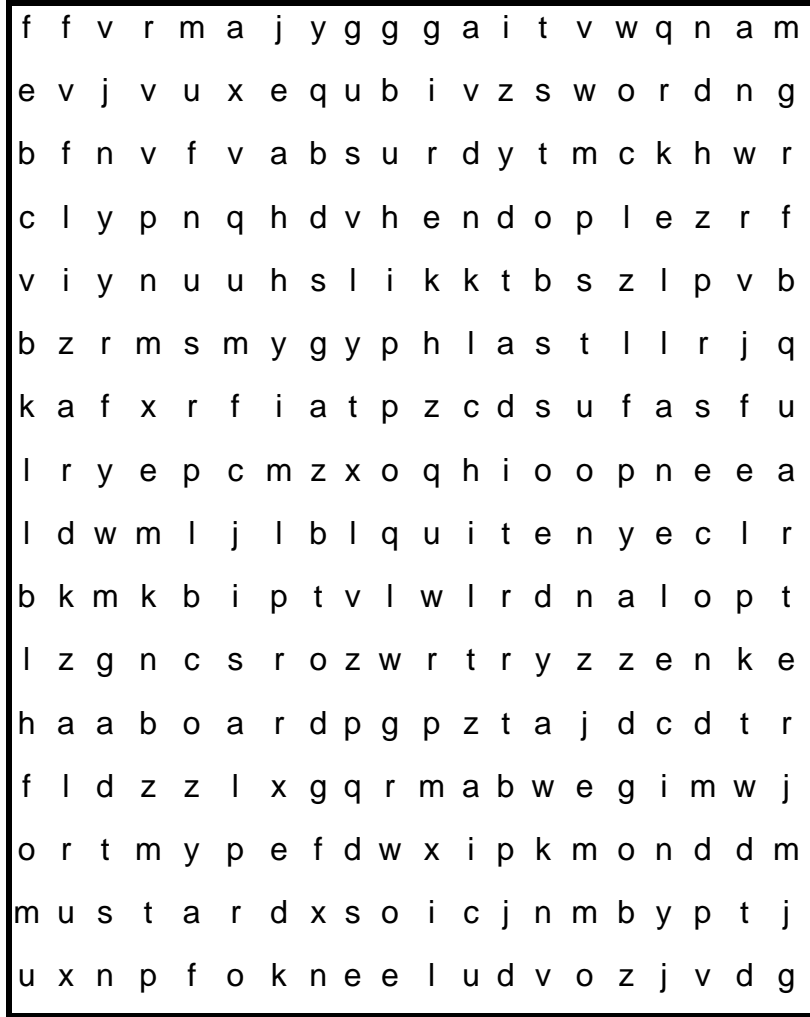 f f v r m a j y g g g a i t v w q n a m
e v j v u x e q u b i v z s w o r d n g
b f n v f v a b s u r d y t m c k h w r
c l y p n q h d v h e n d o p l e z r f
v i y n u u h s l i k k t b s z l p v b
b z r m s m y g y p h l a s t l l r j q
k a f x r f i a t p z c d s u f a s f u
l r y e p c m z x o q h i o o p n e e a
l d w m l j l b l q u i t e n y e c l r
b k m k b i p t v l w l r d n a l o p t
l z g n c s r o z w r t r y z z e n k e
h a a b o a r d p g p z t a j d c d t r
f l d z z l x g q r m a b w e g i m w j
o r t m y p e f d w x i p k m o n d d m
m u s t a r d x s o i c j n m b y p t j
u x n p f o k n e e l u d v o z j v d g